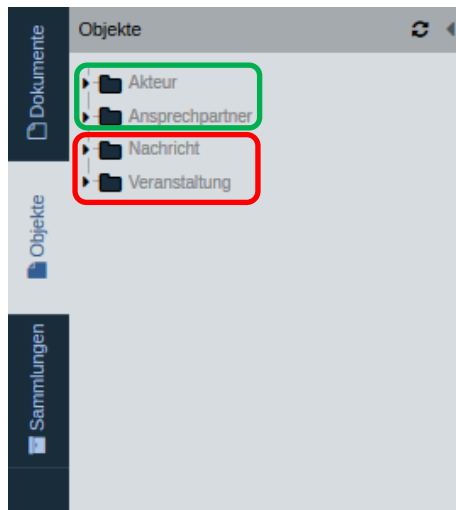 Dokumente
Objekte
Sammlungen
Objekte
Akteur
Ansprechpartner
Nachricht
Veranstaltung